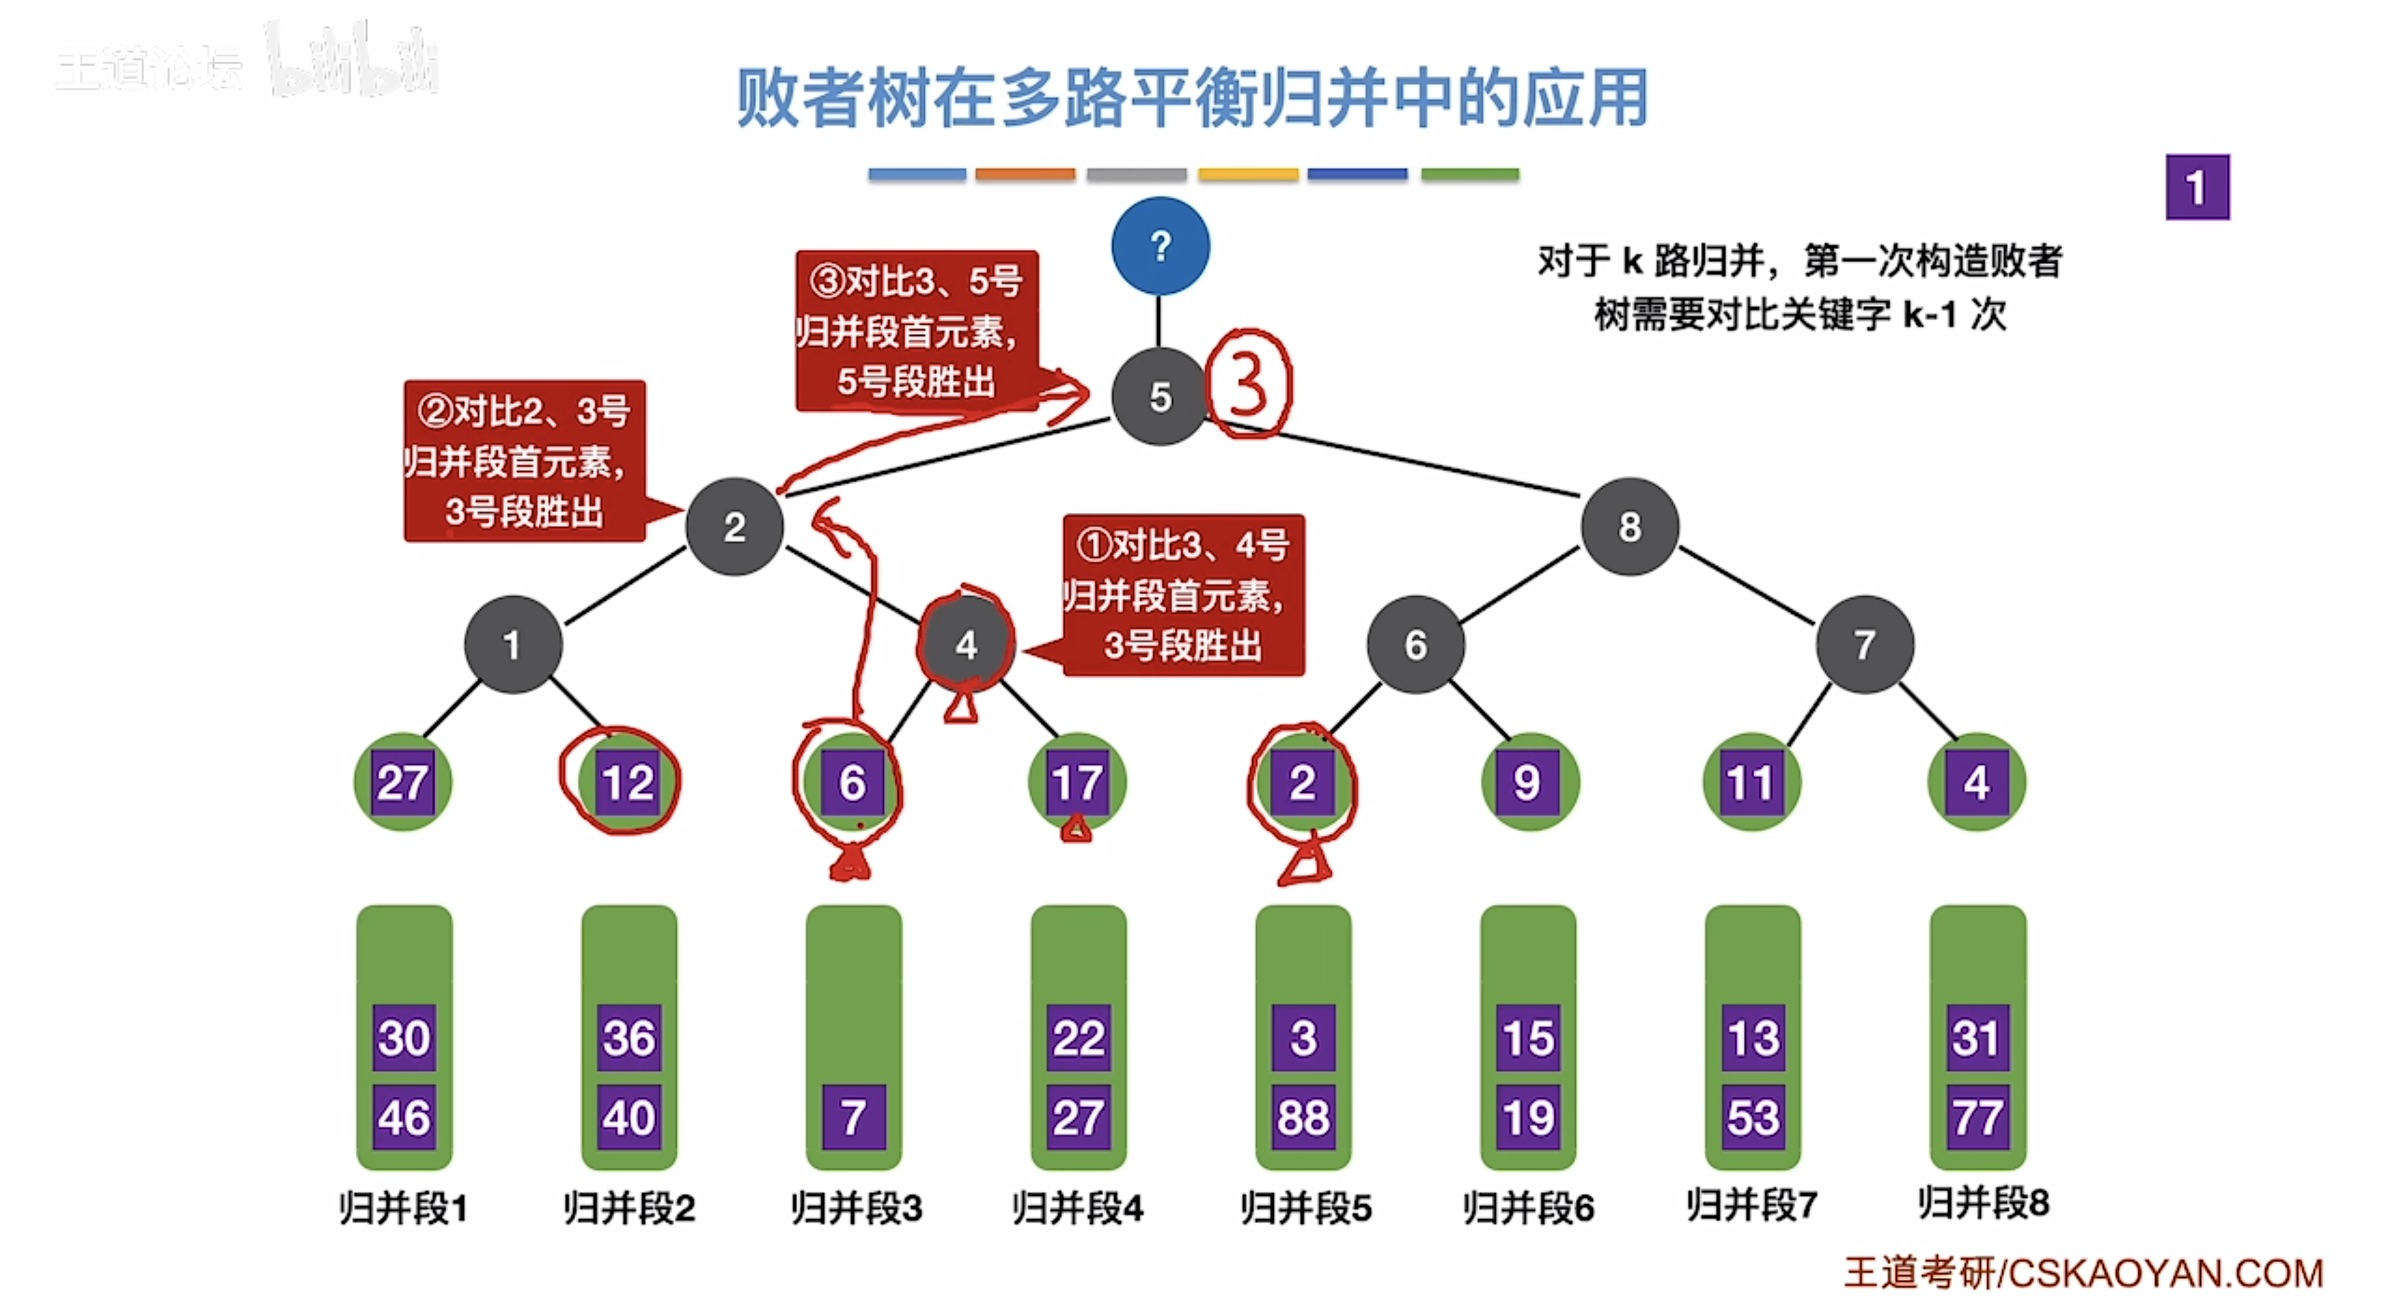 王道论坛 bilibili
败者树在多路平衡归并中的应用
1
?
对于 k 路归并，第一次构造败者
树需要对比关键字 k-1 次
③对比3、5号
归并段首元素，
5号段胜出
5
3
②对比2、3号
归并段首元素，
3号段胜出
2
8
①对比3、4号
归并段首元素，
3号段胜出
1
4
6
7
27 12 6 17 2 9 11 4
30 36 22 3 15 13 31
46 40 7 27 88 19 53 77
归并段1 归并段2 归并段3 归并段4 归并段5 归并段6 归并段7 归并段8
王道考研/CSKAOYAN.COM